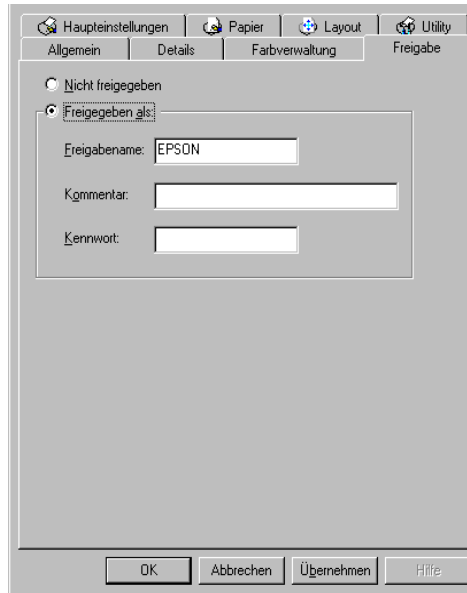 Haupteinstellungen Papier Layout Utility
Allgemein Details Farbverwaltung Freigabe
Nicht freigegeben
Freigegeben als:
Freigabename: EPSON
Kommentar:
Kennwort:
OK Abbrechen Übernehmen Hilfe